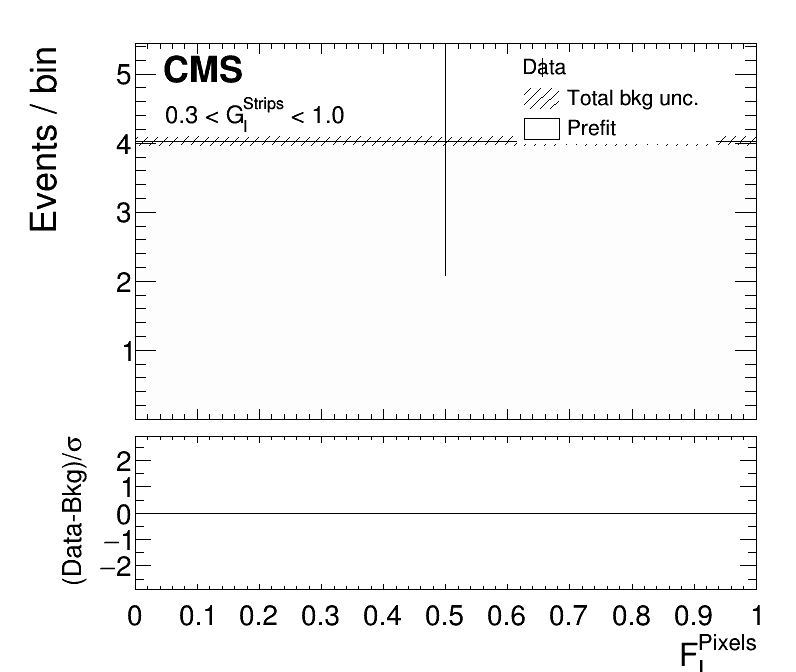 CMS
0.3 < G_l^Strips < 1.0
Data
Total bkg unc.
Prefit
Events / bin
5
4
3
2
1
(Data-Bkg)/σ
2
1
0
−1
−2
0 0.1 0.2 0.3 0.4 0.5 0.6 0.7 0.8 0.9 1
F_I^Pixels